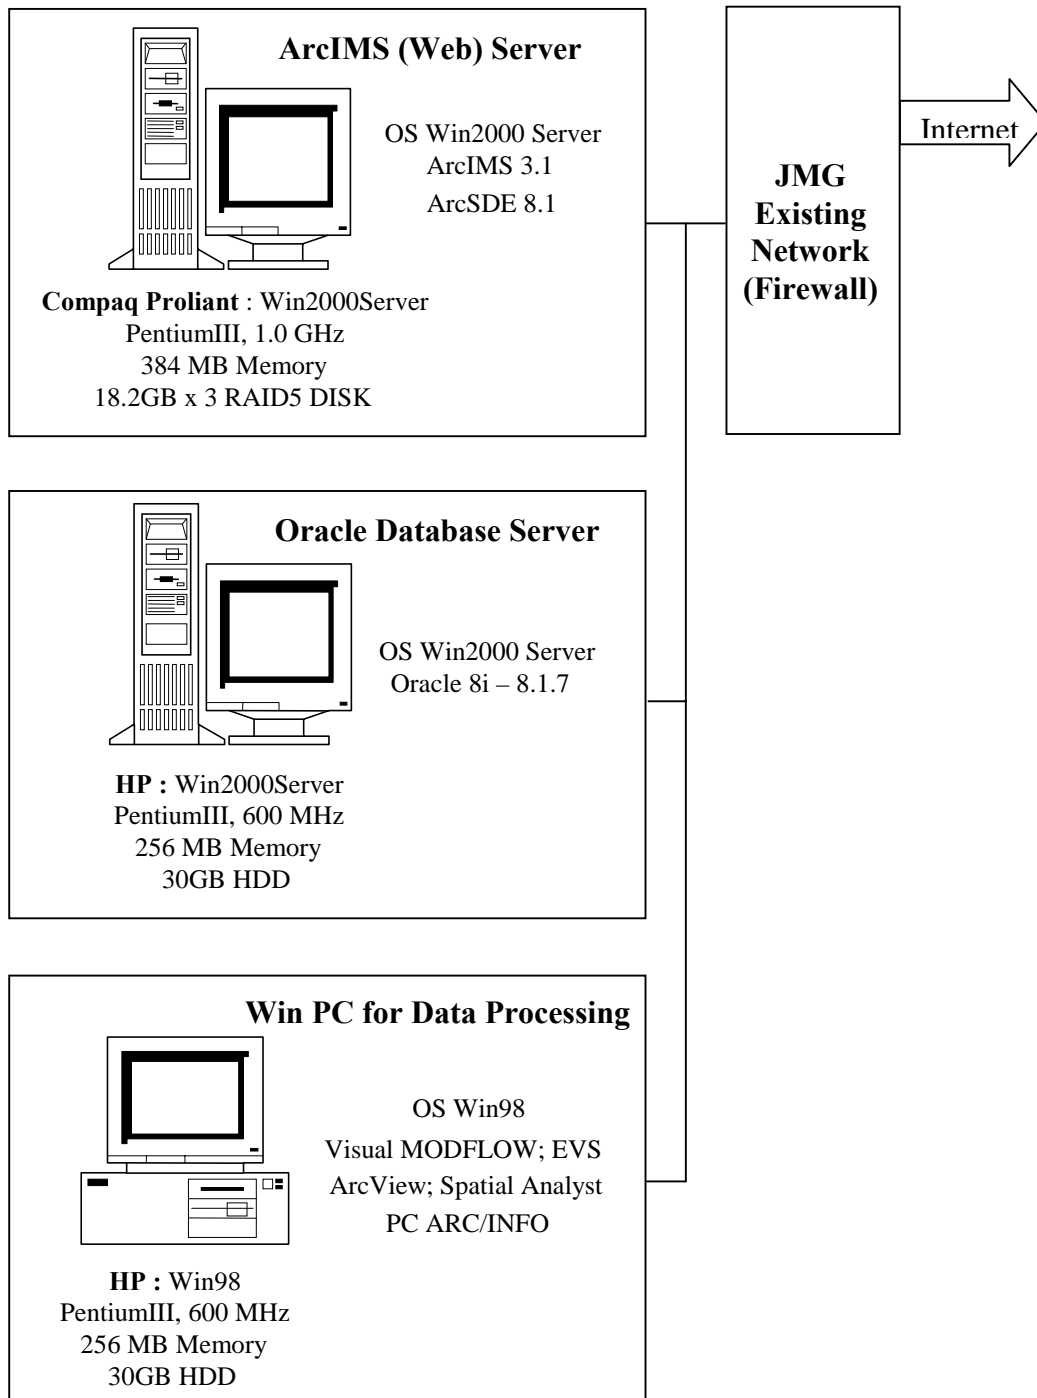 ArcIMS (Web) Server
OS Win2000 Server
ArcIMS 3.1
ArcSDE 8.1
Compaq Proliant : Win2000Server
PentiumIII, 1.0 GHz
384 MB Memory
18.2GB x 3 RAID5 DISK
JMG
Existing
Network
(Firewall)
Internet
Oracle Database Server
OS Win2000 Server
Oracle 8i – 8.1.7
HP : Win2000Server
PentiumIII, 600 MHz
256 MB Memory
30GB HDD
Win PC for Data Processing
OS Win98
Visual MODFLOW; EVS
ArcView; Spatial Analyst
PC ARC/INFO
HP : Win98
PentiumIII, 600 MHz
256 MB Memory
30GB HDD